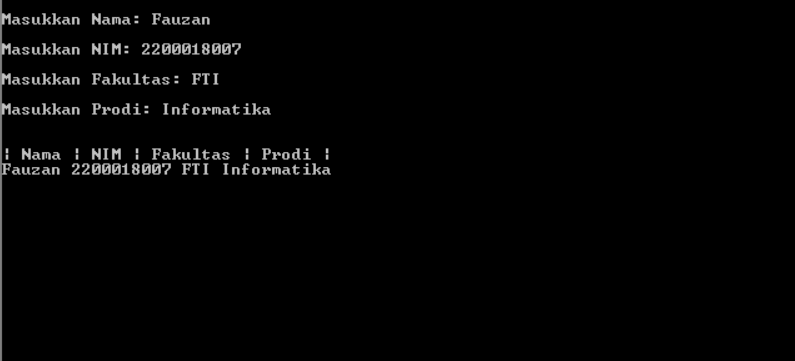 Masukkan Nama: Fauzan
Masukkan NIM: 2200018007
Masukkan Fakultas: FTI
Masukkan Prodi: Informatika
¦ Nama ¦ NIM ¦ Fakultas ¦ Prodi ¦
Fauzan 2200018007 FTI Informatika